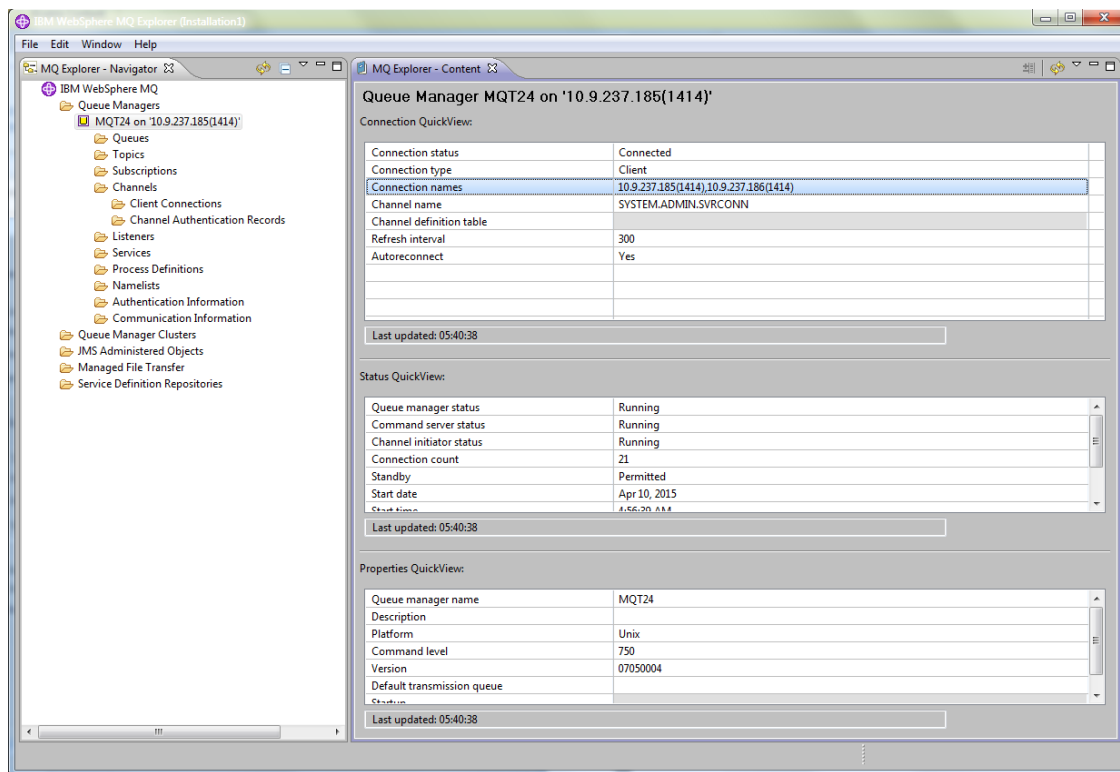 IBM WebSphere MQ Explorer (Installation1)
File Edit Window Help
MQ Explorer - Navigator
IBM WebSphere MQ
Queue Managers
MQT24 on '10.9.237.185(1414)'
Queues
Topics
Subscriptions
Channels
Client Connections
Channel Authentication Records
Listeners
Services
Process Definitions
Namelists
Authentication Information
Communication Information
Queue Manager Clusters
JMS Administered Objects
Managed File Transfer
Service Definition Repositories
MQ Explorer - Content
Queue Manager MQT24 on '10.9.237.185(1414)'
Connection QuickView:
Connection status Connected
Connection type Client
Connection names 10.9.237.185(1414),10.9.237.186(1414)
Channel name SYSTEM.ADMIN.SVRCONN
Channel definition table
Refresh interval 300
Autoreconnect Yes
Last updated: 05:40:38
Status QuickView:
Queue manager status Running
Command server status Running
Channel initiator status Running
Connection count 21
Standby Permitted
Start date Apr 10, 2015
Start time 4:56:39 AM
Last updated: 05:40:38
Properties QuickView:
Queue manager name MQT24
Description
Platform Unix
Command level 750
Version 07050004
Default transmission queue
Startup
Last updated: 05:40:38